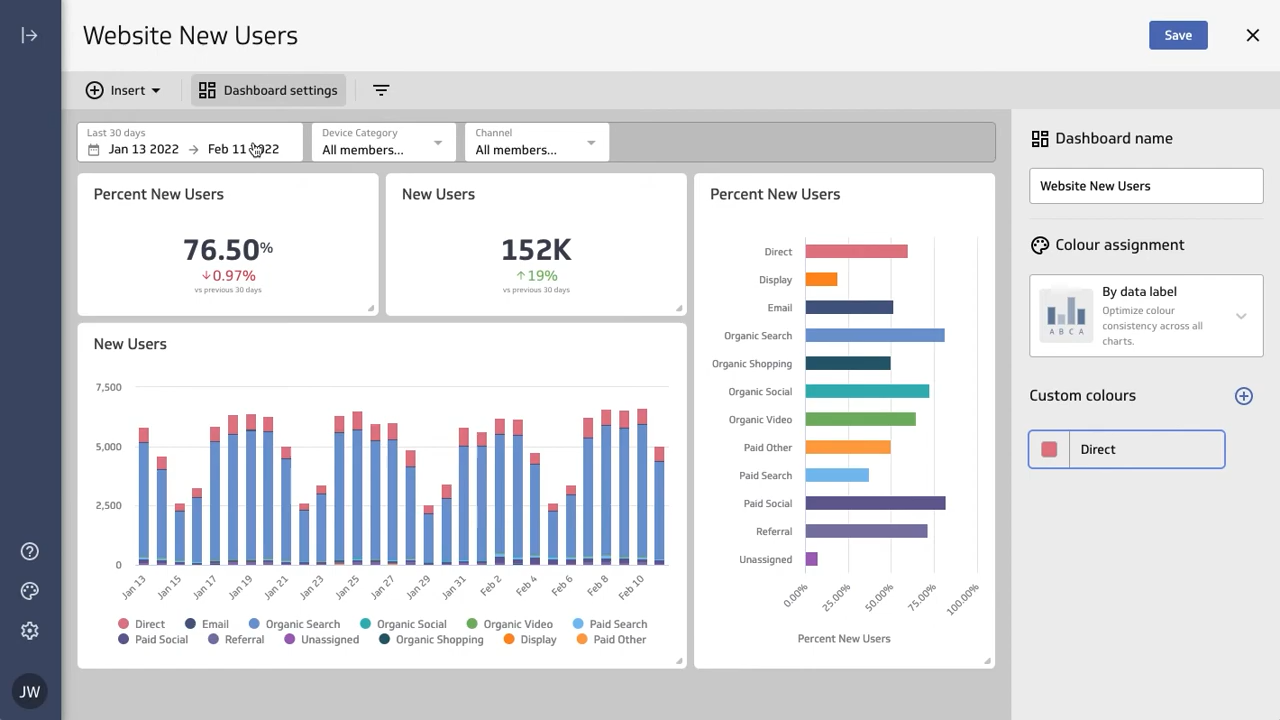 Website New Users
Save
Insert
Dashboard settings
Last 30 days
Jan 13 2022 → Feb 11 2022
Device Category
All members...
Channel
All members...
Percent New Users
76.50%
↓0.97%
vs previous 30 days
New Users
152K
↑19%
vs previous 30 days
New Users
7,500
5,000
2,500
0
Jan 13
Jan 15
Jan 17
Jan 19
Jan 21
Jan 23
Jan 25
Jan 27
Jan 29
Jan 31
Feb 2
Feb 4
Feb 6
Feb 8
Feb 10
Direct Email Organic Search Organic Social Organic Video Paid Search
Paid Social Referral Unassigned Organic Shopping Display Paid Other
Percent New Users
Direct
Display
Email
Organic Search
Organic Shopping
Organic Social
Organic Video
Paid Other
Paid Search
Paid Social
Referral
Unassigned
0.00%
25.00%
50.00%
75.00%
100.00%
Percent New Users
Dashboard name
Website New Users
Colour assignment
By data label
Optimize colour
consistency across all
charts.
A B C A
Custom colours
Direct
JW